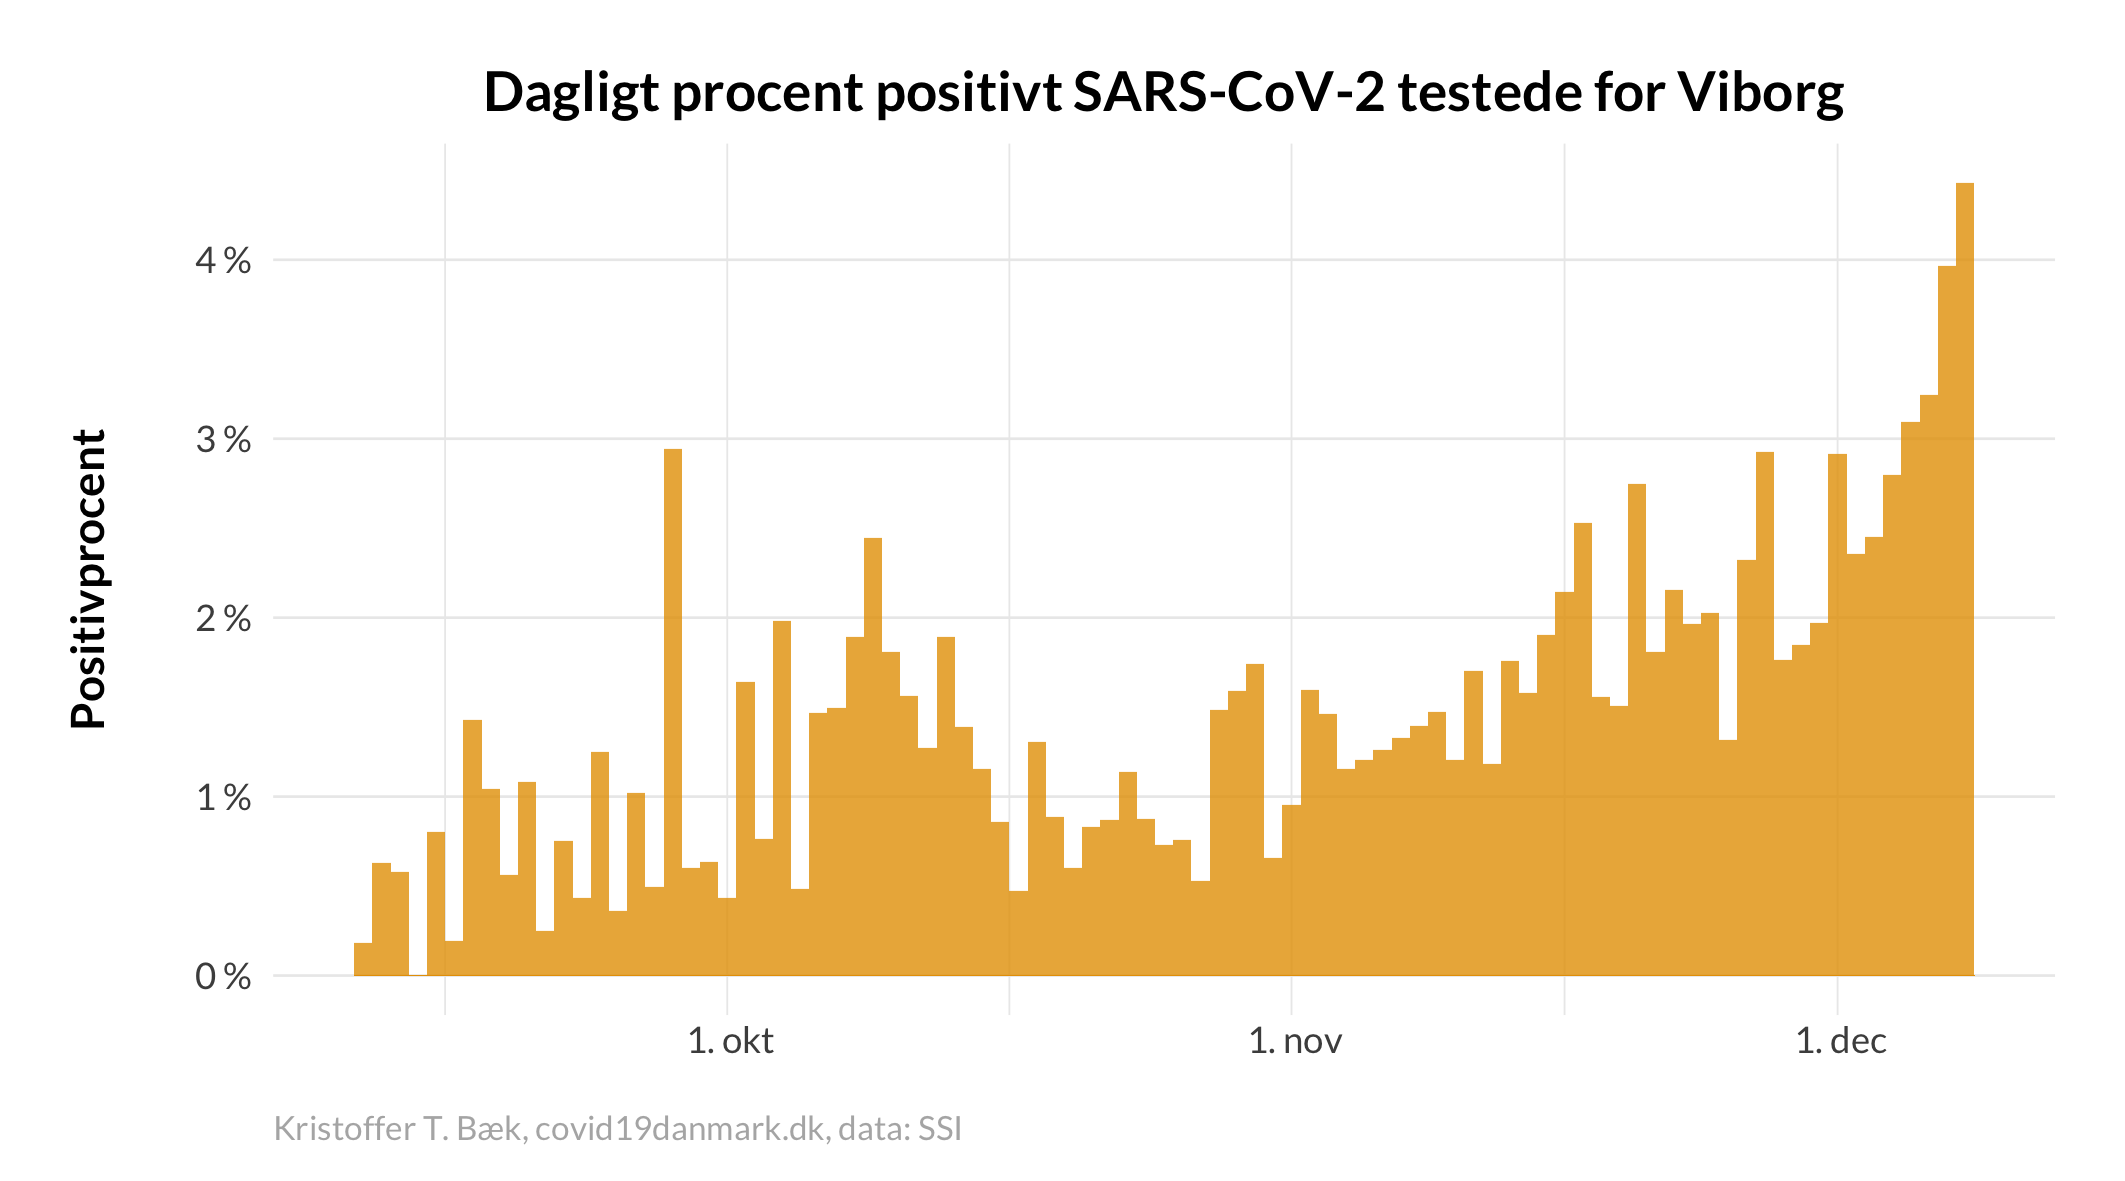 Dagligt procent positivt SARS-CoV-2 testede for Viborg
Positivprocent
4 %
3 %
2 %
1 %
0 %
1. okt
1. nov
1. dec
Kristoffer T. Bæk, covid19danmark.dk, data: SSI